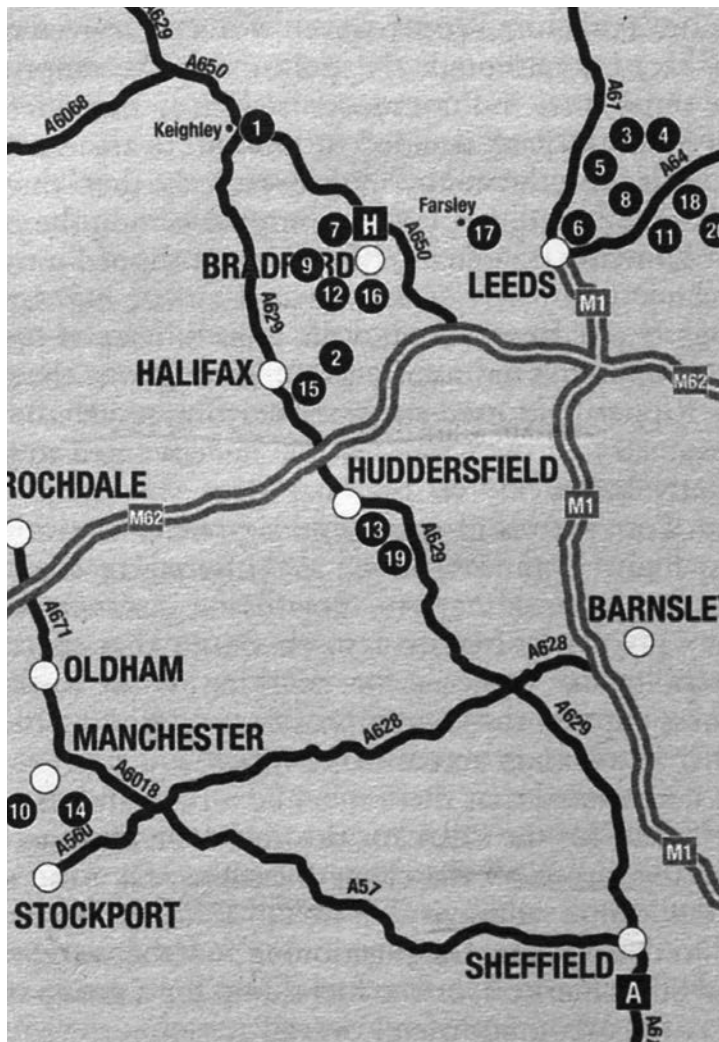 A629
A650
A6068
Keighley
1
A61
3
4
5
A64
8
18
7
H
Farsley
17
6
11
20
A650
9
BRADFORD
LEEDS
12
16
M1
A629
2
HALIFAX
15
M62
ROCHDALE
HUDDERSFIELD
M62
M1
13
19
A629
A671
BARNSLE
OLDHAM
A628
MANCHESTER
A628
A629
A6018
10
14
A560
M1
A57
STOCKPORT
SHEFFIELD
A